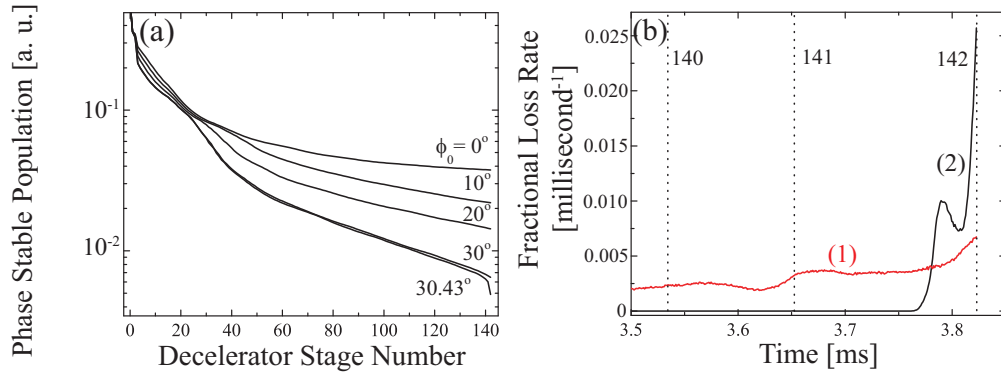 (a)
Phase Stable Population [a. u.]
10⁻¹
10⁻²
ϕ₀ = 0°
10°
20°
30°
30.43°
0 20 40 60 80 100 120 140
Decelerator Stage Number
(b)
Fractional Loss Rate
[millisecond⁻¹]
0.025
0.020
0.015
0.010
0.005
0
140
141
142
(2)
(1)
3.5 3.6 3.7 3.8
Time [ms]